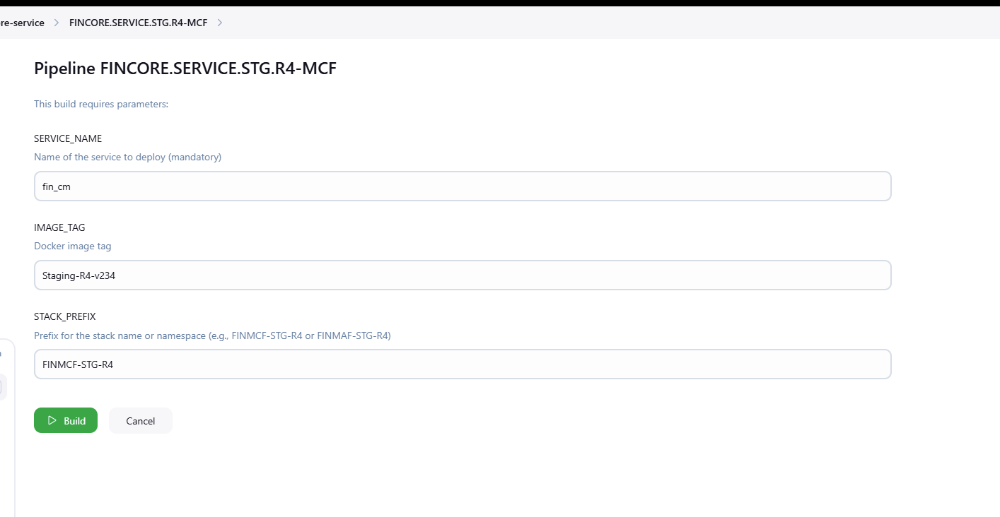 re-service > FINCORE.SERVICE.STG.R4-MCF >
Pipeline FINCORE.SERVICE.STG.R4-MCF
This build requires parameters:
SERVICE_NAME
Name of the service to deploy (mandatory)
fin_cm
IMAGE_TAG
Docker image tag
Staging-R4-v234
STACK_PREFIX
Prefix for the stack name or namespace (e.g., FINMCF-STG-R4 or FINMAF-STG-R4)
FINMCF-STG-R4
Build Cancel